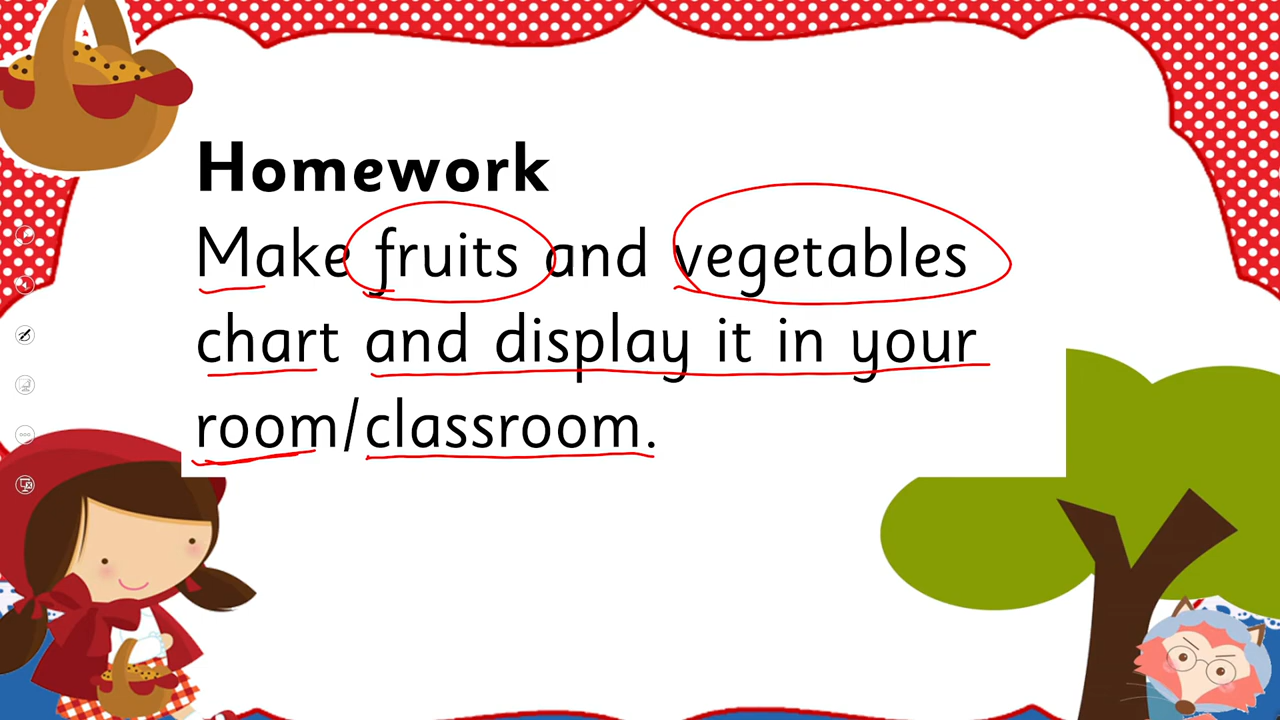 Homework
Make fruits and vegetables
chart and display it in your
room/classroom.